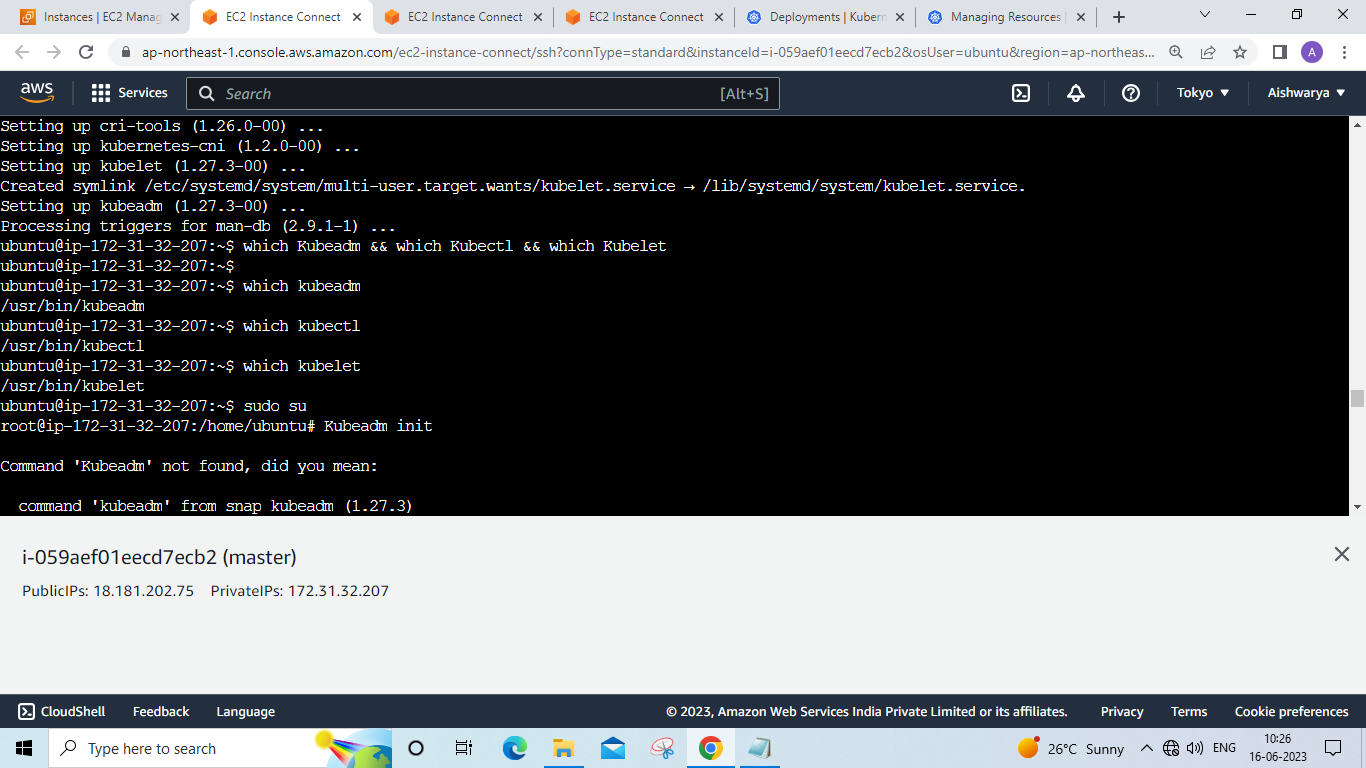 Instances | EC2 Manag
EC2 Instance Connect
EC2 Instance Connect
EC2 Instance Connect
Deployments | Kubern
Managing Resources |
ap-northeast-1.console.aws.amazon.com/ec2-instance-connect/ssh?connType=standard&instanceId=i-059aef01eecd7ecb2&osUser=ubuntu&region=ap-northeas...
A
aws
Services
Search
[Alt+S]
Tokyo
Aishwarya
Setting up cri-tools (1.26.0-00) ...
Setting up kubernetes-cni (1.2.0-00) ...
Setting up kubelet (1.27.3-00) ...
Created symlink /etc/systemd/system/multi-user.target.wants/kubelet.service → /lib/systemd/system/kubelet.service.
Setting up kubeadm (1.27.3-00) ...
Processing triggers for man-db (2.9.1-1) ...
ubuntu@ip-172-31-32-207:~$ which Kubeadm && which Kubectl && which Kubelet
ubuntu@ip-172-31-32-207:~$
ubuntu@ip-172-31-32-207:~$ which kubeadm
/usr/bin/kubeadm
ubuntu@ip-172-31-32-207:~$ which kubectl
/usr/bin/kubectl
ubuntu@ip-172-31-32-207:~$ which kubelet
/usr/bin/kubelet
ubuntu@ip-172-31-32-207:~$ sudo su
root@ip-172-31-32-207:/home/ubuntu# Kubeadm init
Command 'Kubeadm' not found, did you mean:
command 'kubeadm' from snap kubeadm (1.27.3)
i-059aef01eecd7ecb2 (master)
PublicIPs: 18.181.202.75 PrivateIPs: 172.31.32.207
CloudShell
Feedback
Language
© 2023, Amazon Web Services India Private Limited or its affiliates.
Privacy
Terms
Cookie preferences
Type here to search
26°C Sunny
ENG
10:26
16-06-2023